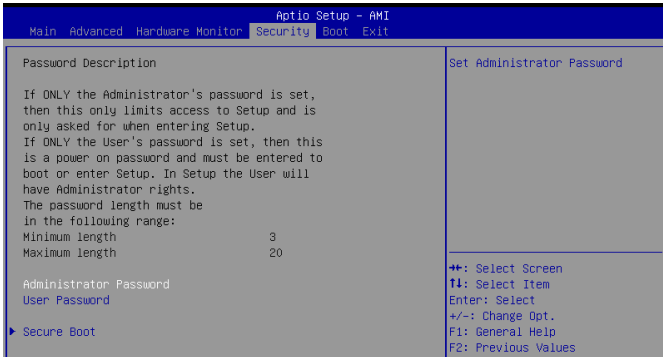 Aptio Setup - AMI
Main Advanced Hardware Monitor Security Boot Exit
Password Description
If ONLY the Administrator's password is set,
then this only limits access to Setup and is
only asked for when entering Setup.
If ONLY the User's password is set, then this
is a power on password and must be entered to
boot or enter Setup. In Setup the User will
have Administrator rights.
The password length must be
in the following range:
Minimum length 3
Maximum length 20
Administrator Password
User Password
Secure Boot
Set Administrator Password
→←: Select Screen
↑↓: Select Item
Enter: Select
+/-: Change Opt.
F1: General Help
F2: Previous Values